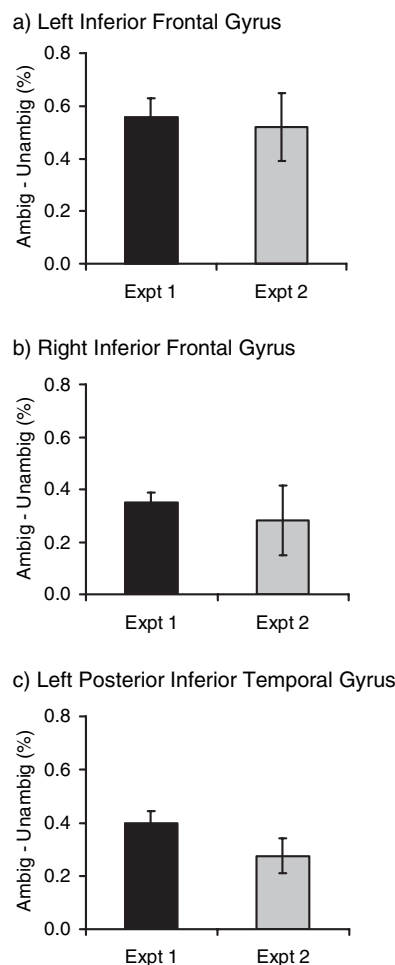 a) Left Inferior Frontal Gyrus
Ambig - Unambig (%)
0.8
0.6
0.4
0.2
0.0
Expt 1 Expt 2
b) Right Inferior Frontal Gyrus
Ambig - Unambig (%)
0.8
0.6
0.4
0.2
0.0
Expt 1 Expt 2
c) Left Posterior Inferior Temporal Gyrus
Ambig - Unambig (%)
0.8
0.6
0.4
0.2
0.0
Expt 1 Expt 2